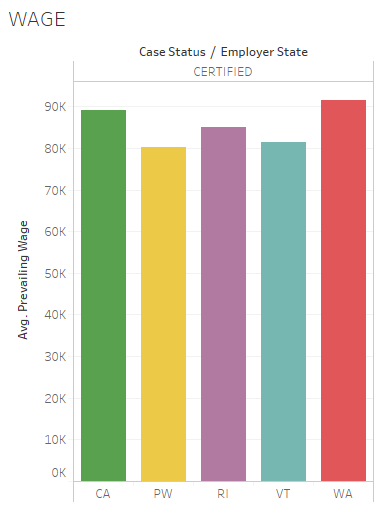 WAGE
Case Status / Employer State
CERTIFIED
Avg. Prevailing Wage
90K
80K
70K
60K
50K
40K
30K
20K
10K
0K
CA PW RI VT WA